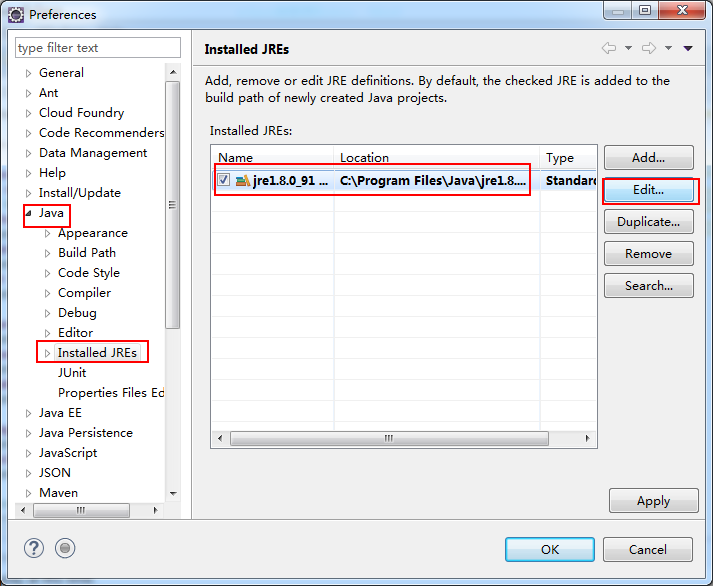 Preferences
type filter text
General
Ant
Cloud Foundry
Code Recommenders
Data Management
Help
Install/Update
Java
Appearance
Build Path
Code Style
Compiler
Debug
Editor
Installed JREs
JUnit
Properties Files Ed
Java EE
Java Persistence
JavaScript
JSON
Maven
Installed JREs
Add, remove or edit JRE definitions. By default, the checked JRE is added to the
build path of newly created Java projects.
Installed JREs:
Name Location Type
jre1.8.0_91 ... C:\Program Files\Java\jre1.8.... Standard
Add...
Edit...
Duplicate...
Remove
Search...
Apply
OK Cancel